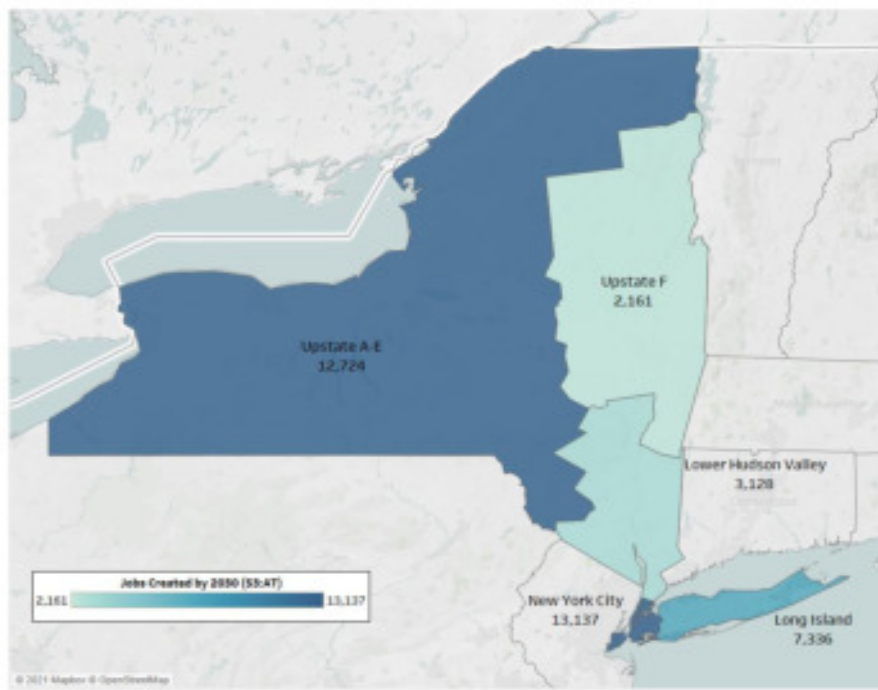 Upstate F
2,161
Upstate A-E
12,724
Lower Hudson Valley
3,128
Jobs Created by 2030 (S3:AT)
2,161
13,137
New York City
13,137
Long Island
7,336
© 2021 Mapbox © OpenStreetMap